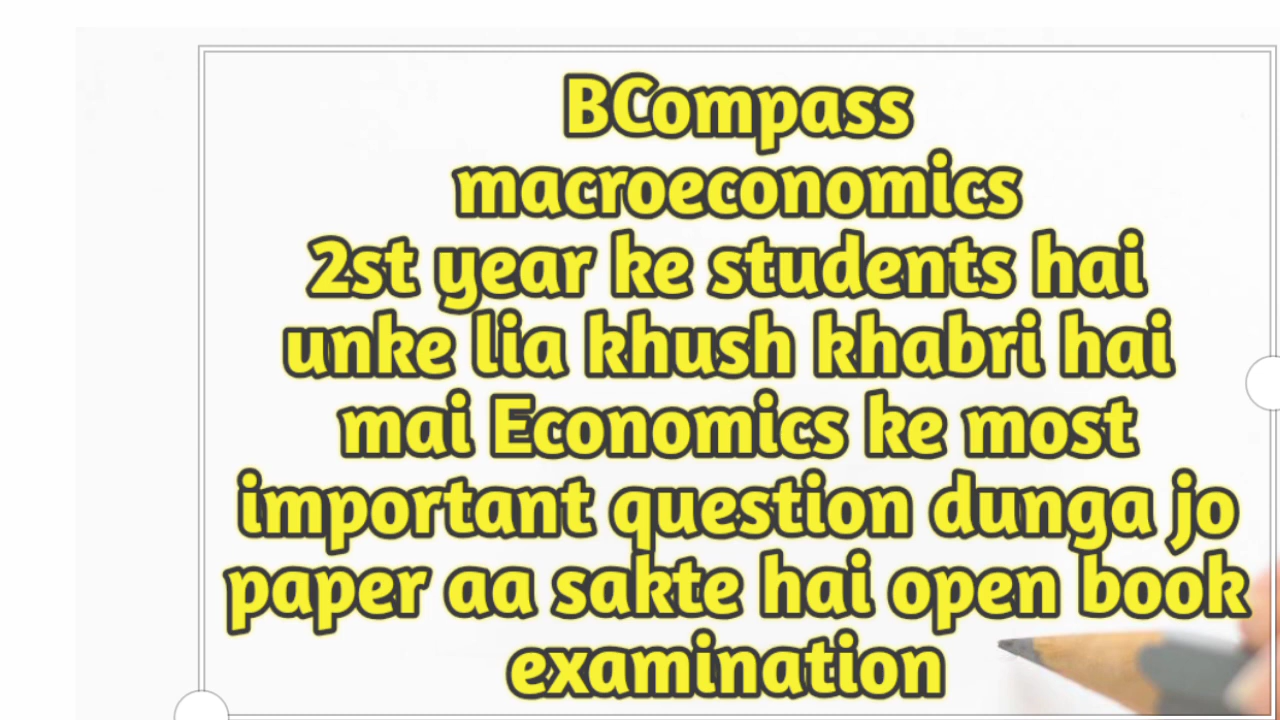 BCompass
macroeconomics
2st year ke students hai
unke lia khush khabri hai
mai Economics ke most
important question dunga jo
paper aa sakte hai open book
examination